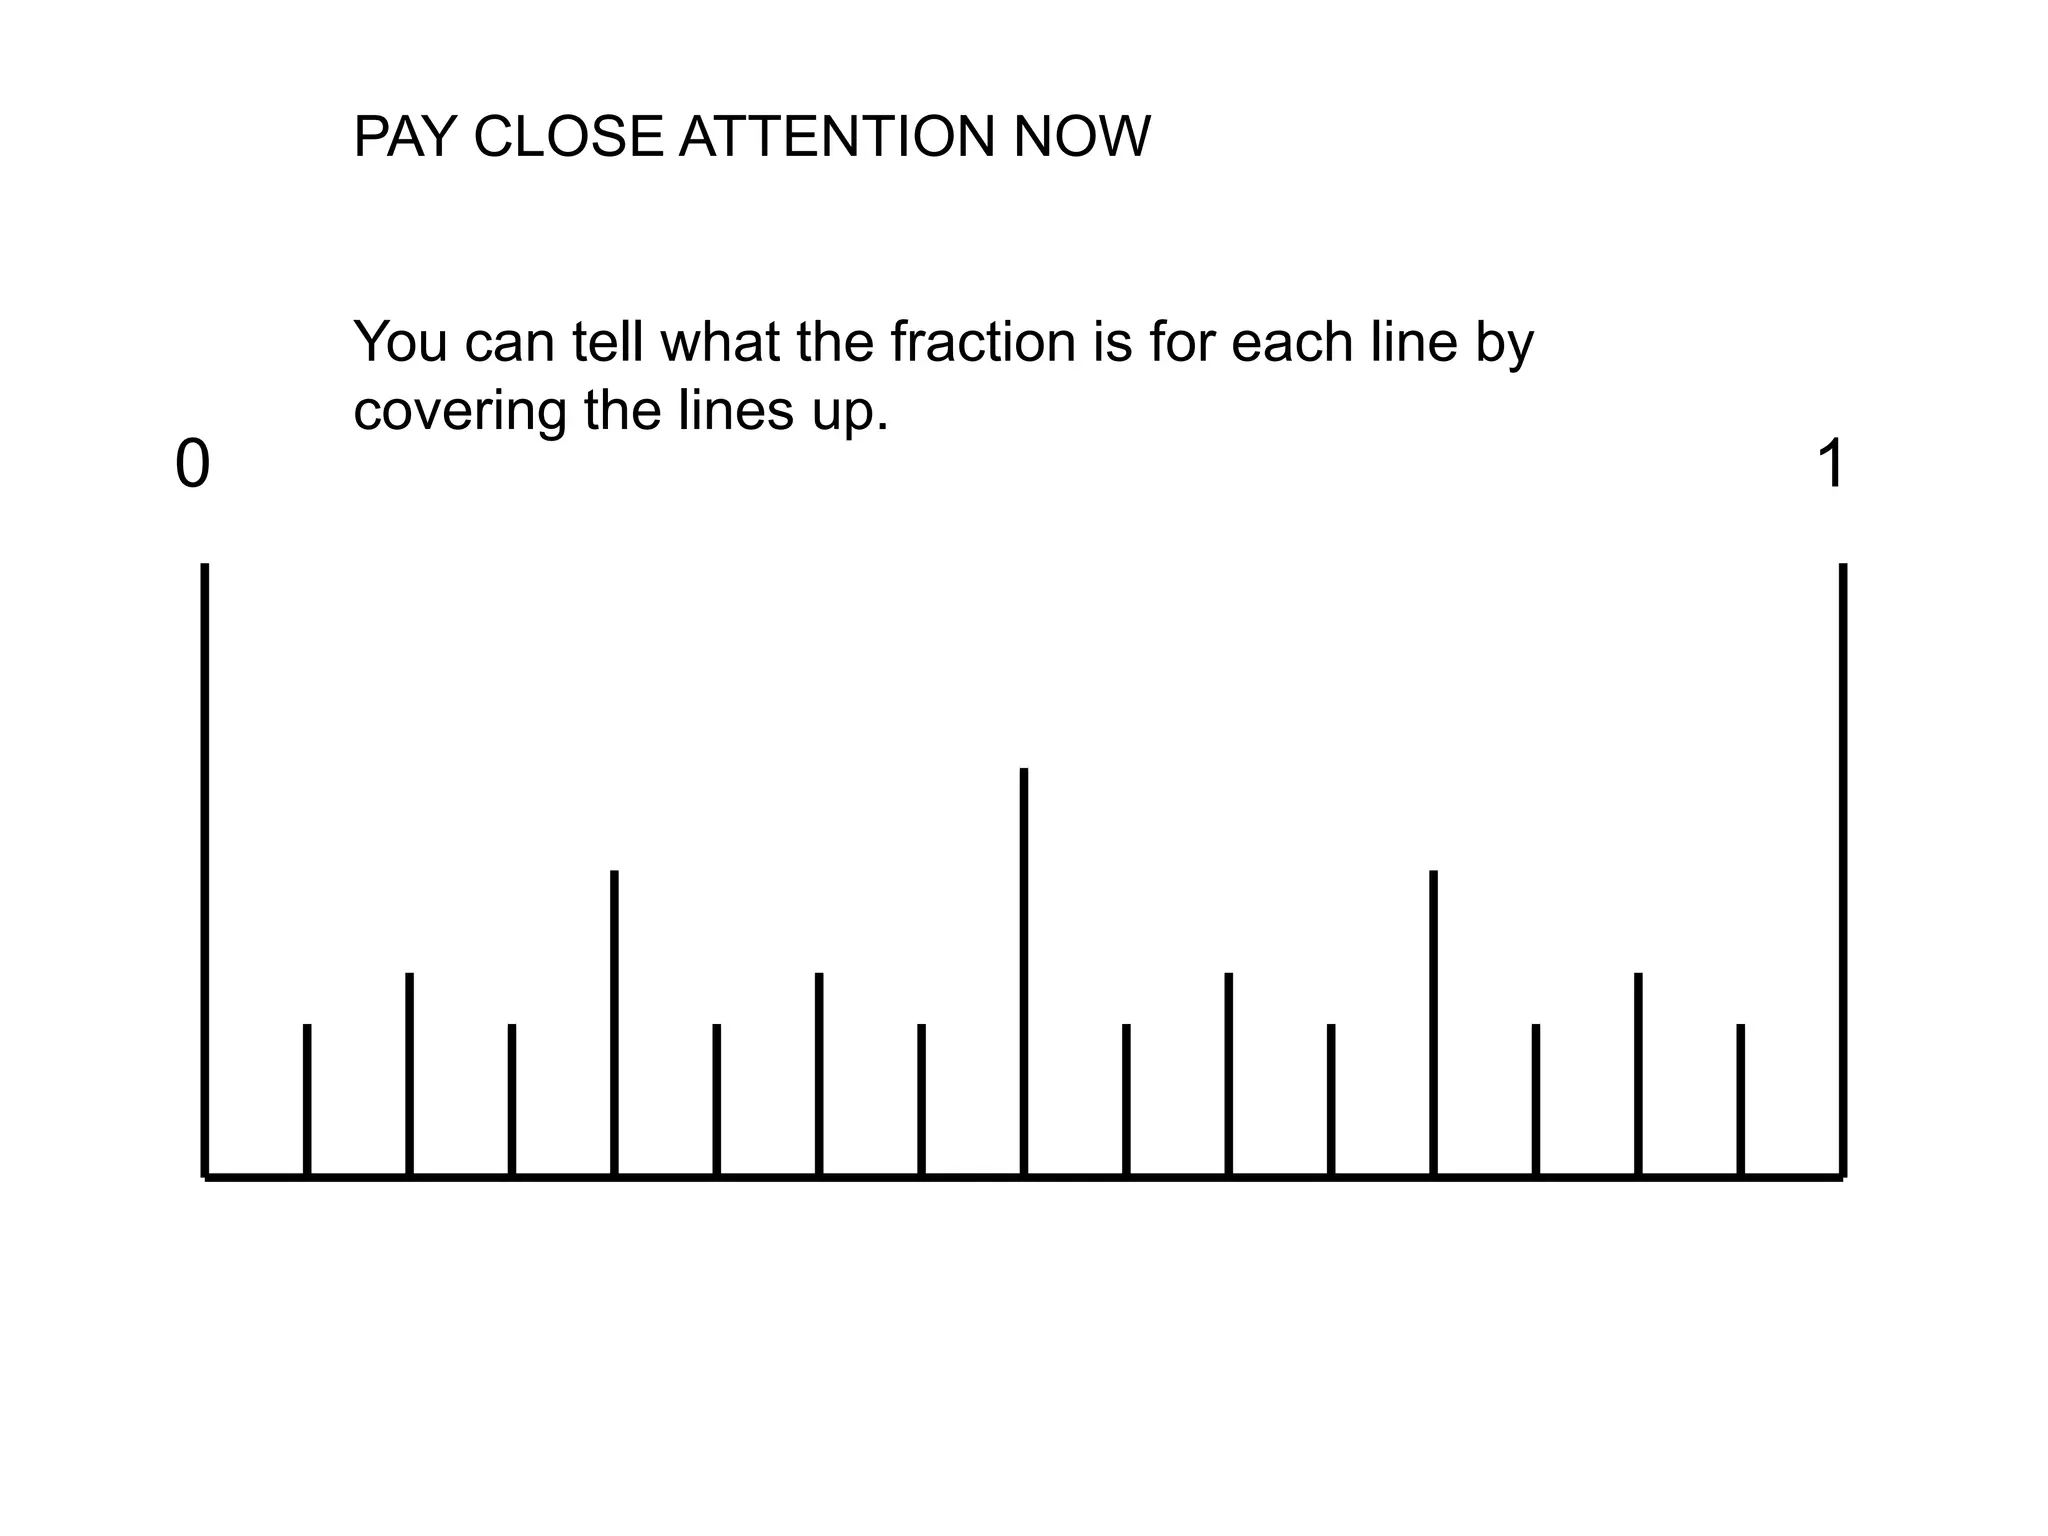 PAY CLOSE ATTENTION NOW
You can tell what the fraction is for each line by
covering the lines up.
0
1